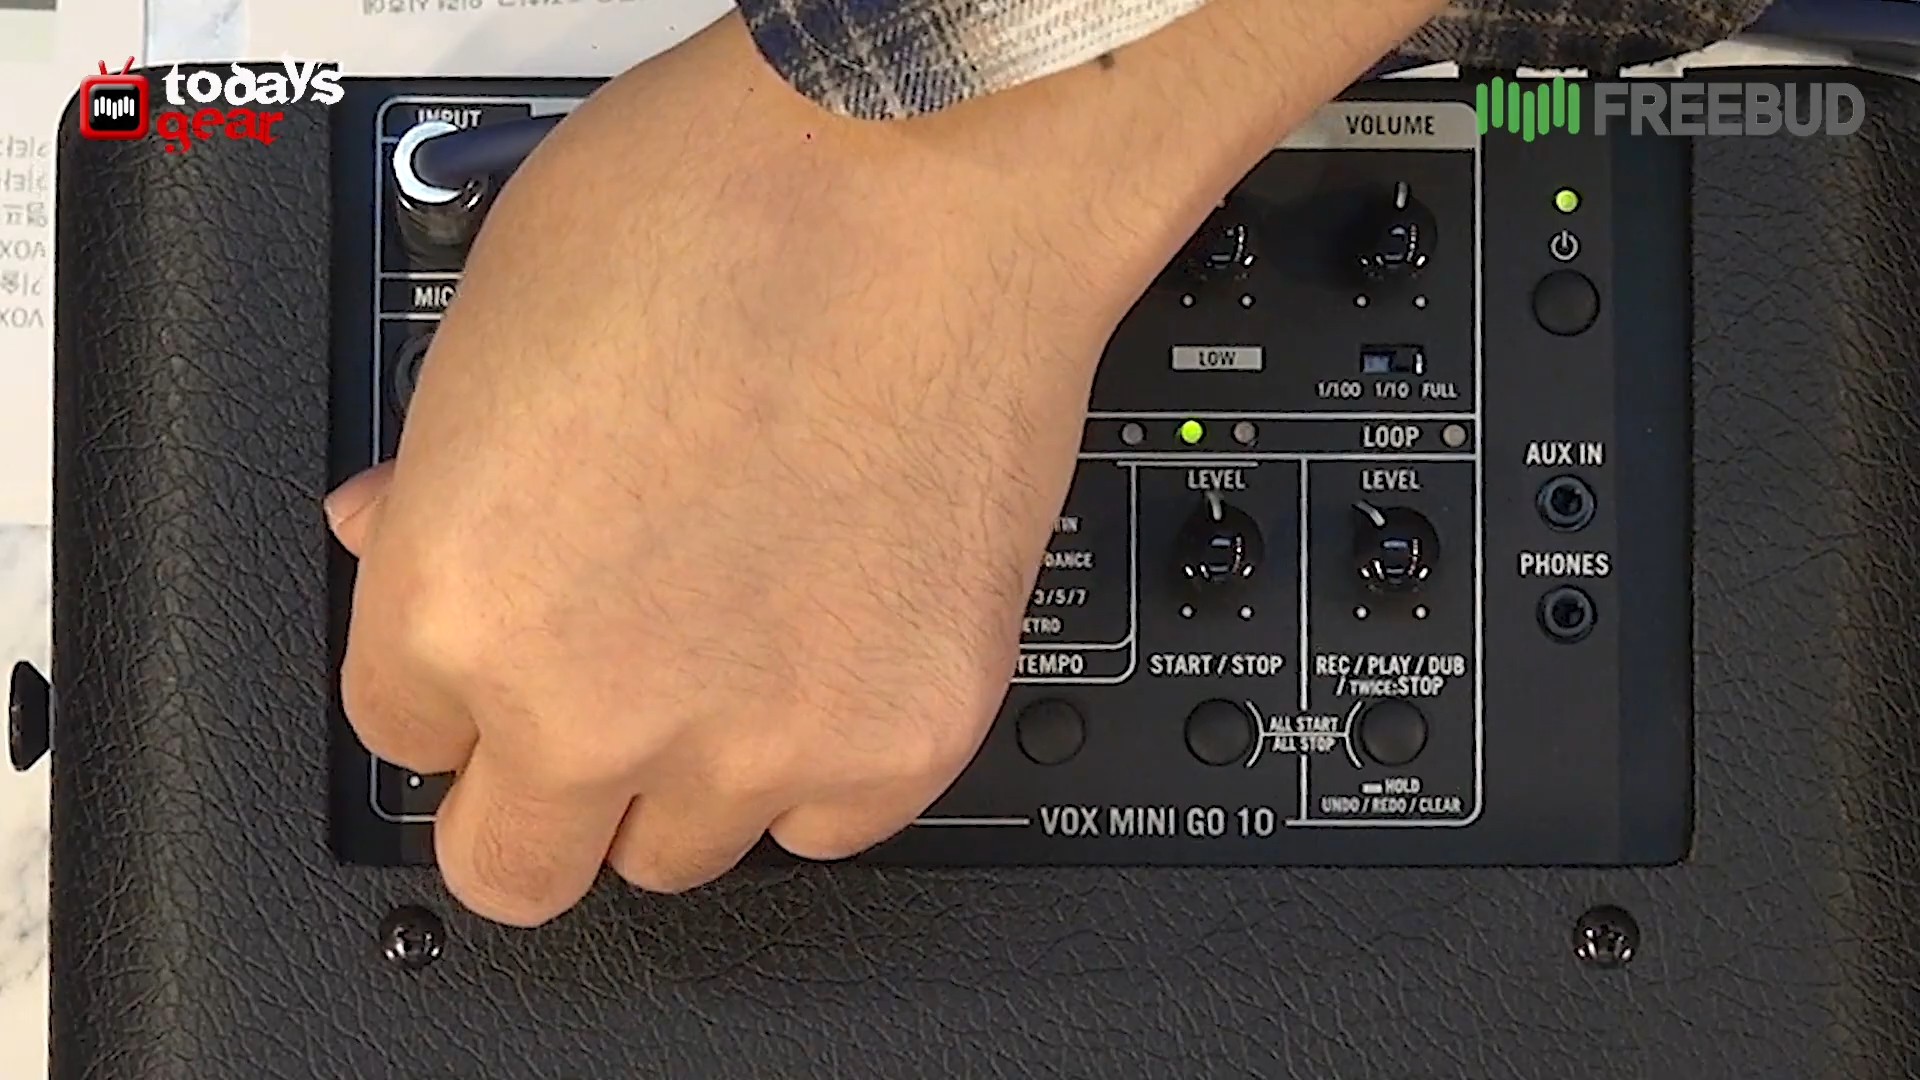 todays
gear
FREEBUD
INPUT
VOLUME
LOW
1/100 1/10 FULL
LOOP
LEVEL
LEVEL
AUX IN
PHONES
DANCE
3/5/7
TEMPO
START / STOP
REC / PLAY / DUB
/ TWICE:STOP
ALL START
ALL STOP
HOLD
UNDO / REDO / CLEAR
VOX MINI GO 10
VOX
VOX